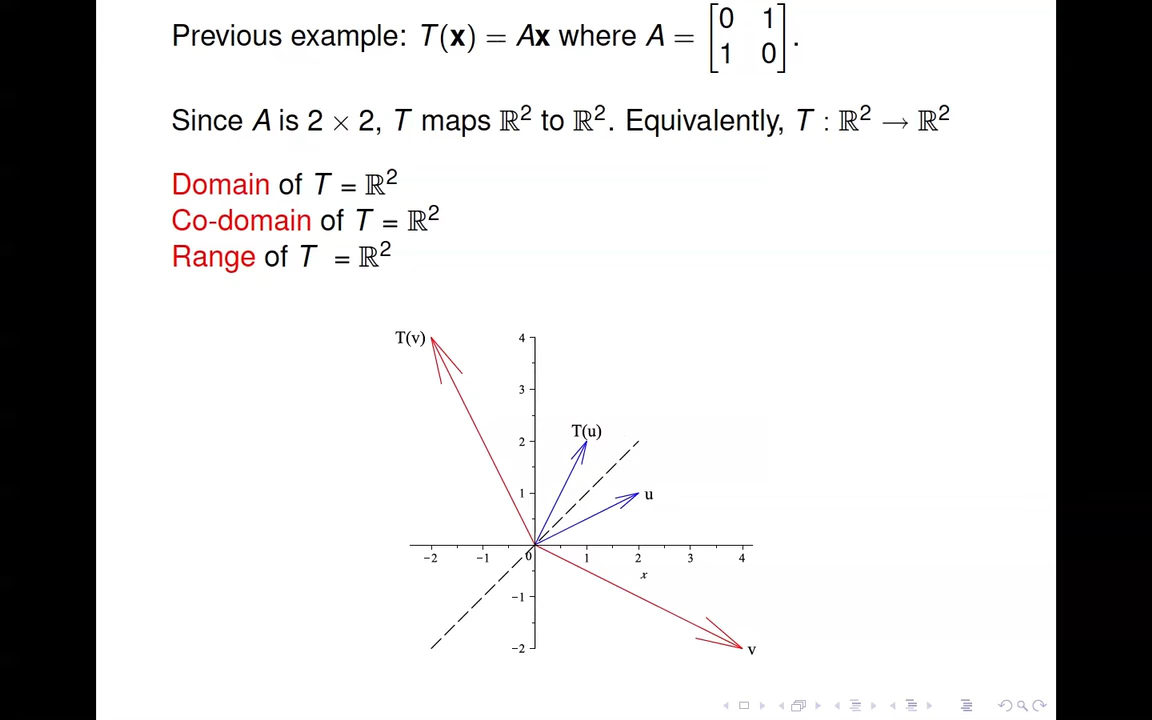 Previous example: T(x) = Ax where A = [0 1
1 0].
Since A is 2 × 2, T maps ℝ² to ℝ². Equivalently, T : ℝ² → ℝ²
Domain of T = ℝ²
Co-domain of T = ℝ²
Range of T = ℝ²
T(v) 4
3
T(u)
2
1 u
−2 −1 0 1 2 3 4
x
−1
−2 v